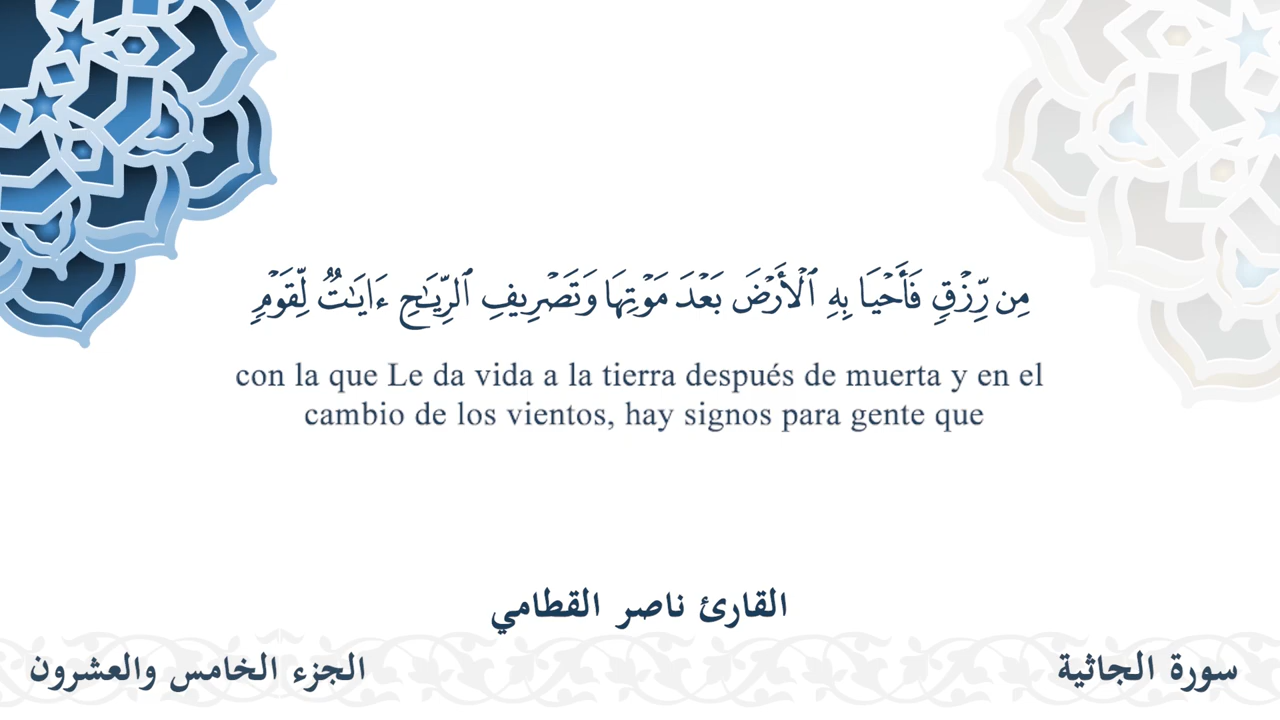 مِن رِّزْقٍ فَأَحْيَا بِهِ ٱلْأَرْضَ بَعْدَ مَوْتِهَا وَتَصْرِيفِ ٱلرِّيَـٰحِ ءَايَـٰتٌ لِّقَوْمٍ
con la que Le da vida a la tierra después de muerta y en el
cambio de los vientos, hay signos para gente que
القارئ ناصر القطامي
سورة الجاثية
الجزء الخامس والعشرون